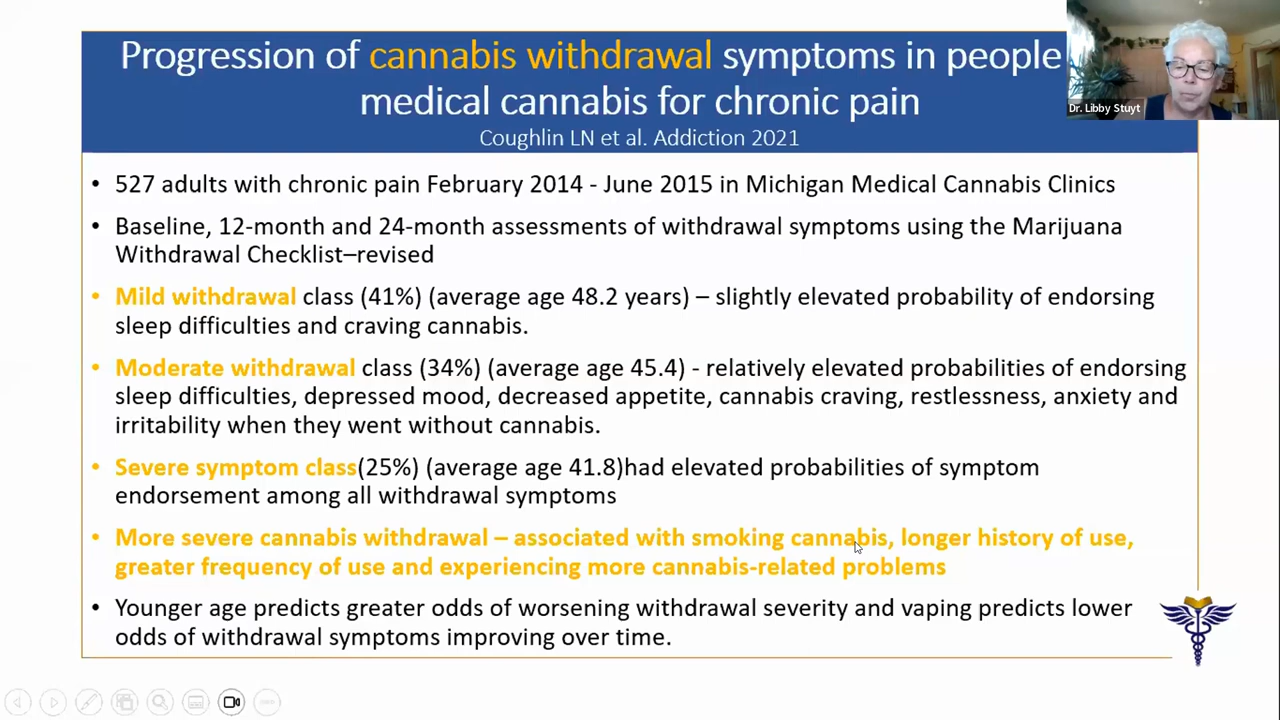 Progression of cannabis withdrawal symptoms in people
medical cannabis for chronic pain
Coughlin LN et al. Addiction 2021
Dr. Libby Stuyt
• 527 adults with chronic pain February 2014 - June 2015 in Michigan Medical Cannabis Clinics
• Baseline, 12-month and 24-month assessments of withdrawal symptoms using the Marijuana
Withdrawal Checklist–revised
• Mild withdrawal class (41%) (average age 48.2 years) – slightly elevated probability of endorsing
sleep difficulties and craving cannabis.
• Moderate withdrawal class (34%) (average age 45.4) - relatively elevated probabilities of endorsing
sleep difficulties, depressed mood, decreased appetite, cannabis craving, restlessness, anxiety and
irritability when they went without cannabis.
• Severe symptom class(25%) (average age 41.8)had elevated probabilities of symptom
endorsement among all withdrawal symptoms
• More severe cannabis withdrawal – associated with smoking cannabis, longer history of use,
greater frequency of use and experiencing more cannabis-related problems
• Younger age predicts greater odds of worsening withdrawal severity and vaping predicts lower
odds of withdrawal symptoms improving over time.